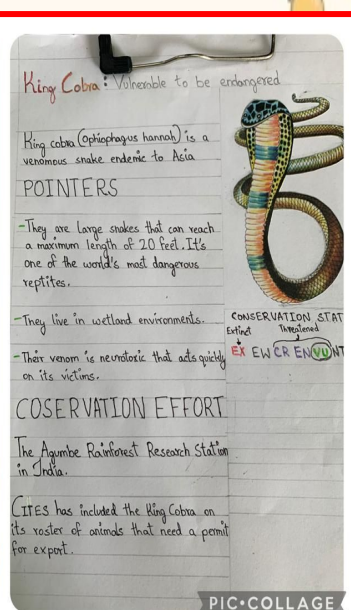 King Cobra: Vulnerable to be endangered
King cobra (Ophiophagus hannah) is a
venomous snake endemic to Asia
POINTERS
-They are large snakes that can reach
a maximum length of 20 feet. It's
one of the world's most dangerous
reptites.
-They live in wetland environments.
-Their venom is neurotoxic that acts quickly
on its victims.
COSERVATION EFFORT
The Agumbe Rainforest Research Station
in India.
CITES has included the King Cobra on
its roster of animals that need a permit
for export.
CONSERVATION STAT
Extinct Threatened
EX EW CR EN VU NT
PIC•COLLAGE